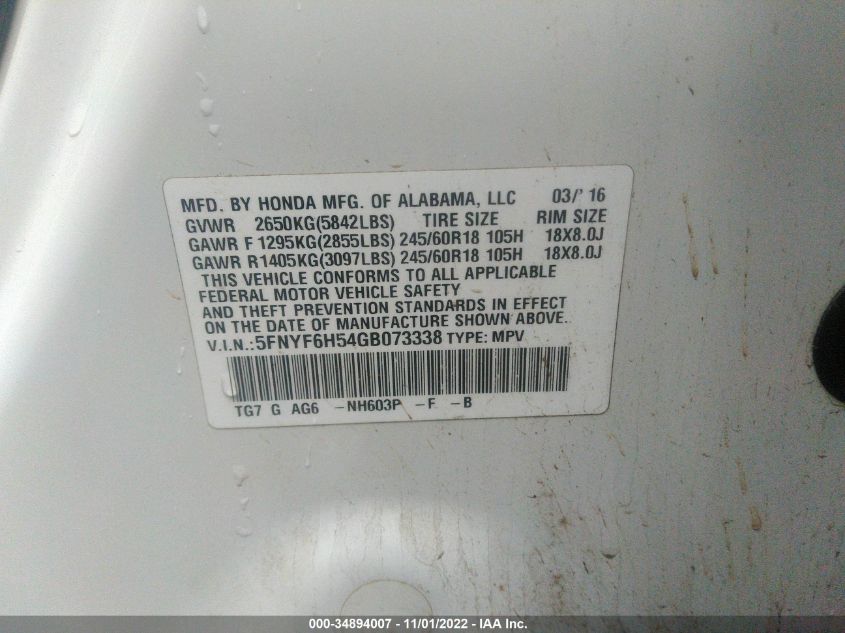 MFD. BY HONDA MFG. OF ALABAMA, LLC 03/' 16
GVWR 2650KG(5842LBS) TIRE SIZE RIM SIZE
GAWR F 1295KG(2855LBS) 245/60R18 105H 18X8.0J
GAWR R1405KG(3097LBS) 245/60R18 105H 18X8.0J
THIS VEHICLE CONFORMS TO ALL APPLICABLE
FEDERAL MOTOR VEHICLE SAFETY
AND THEFT PREVENTION STANDARDS IN EFFECT
ON THE DATE OF MANUFACTURE SHOWN ABOVE.
V.I.N.:5FNYF6H54GB073338 TYPE: MPV
TG7 G AG6 -NH603P -F -B
000-34894007 - 11/01/2022 - IAA Inc.